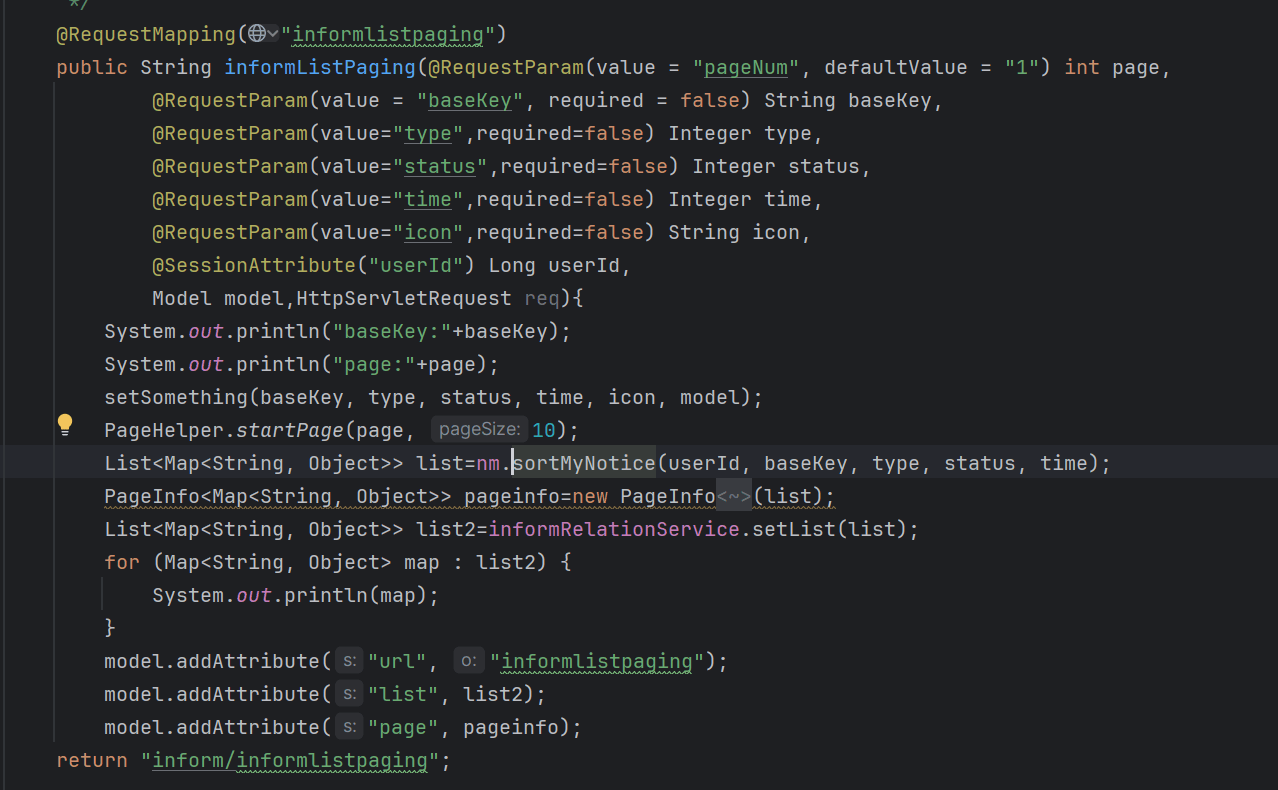 */
@RequestMapping("informlistpaging")
public String informListPaging(@RequestParam(value = "pageNum", defaultValue = "1") int page,
@RequestParam(value = "baseKey", required = false) String baseKey,
@RequestParam(value="type",required=false) Integer type,
@RequestParam(value="status",required=false) Integer status,
@RequestParam(value="time",required=false) Integer time,
@RequestParam(value="icon",required=false) String icon,
@SessionAttribute("userId") Long userId,
Model model,HttpServletRequest req){
System.out.println("baseKey:"+baseKey);
System.out.println("page:"+page);
setSomething(baseKey, type, status, time, icon, model);
PageHelper.startPage(page, pageSize: 10);
List<Map<String, Object>> list=nm.sortMyNotice(userId, baseKey, type, status, time);
PageInfo<Map<String, Object>> pageinfo=new PageInfo<~>(list);
List<Map<String, Object>> list2=informRelationService.setList(list);
for (Map<String, Object> map : list2) {
System.out.println(map);
}
model.addAttribute( s: "url", o: "informlistpaging");
model.addAttribute( s: "list", list2);
model.addAttribute( s: "page", pageinfo);
return "inform/informlistpaging";